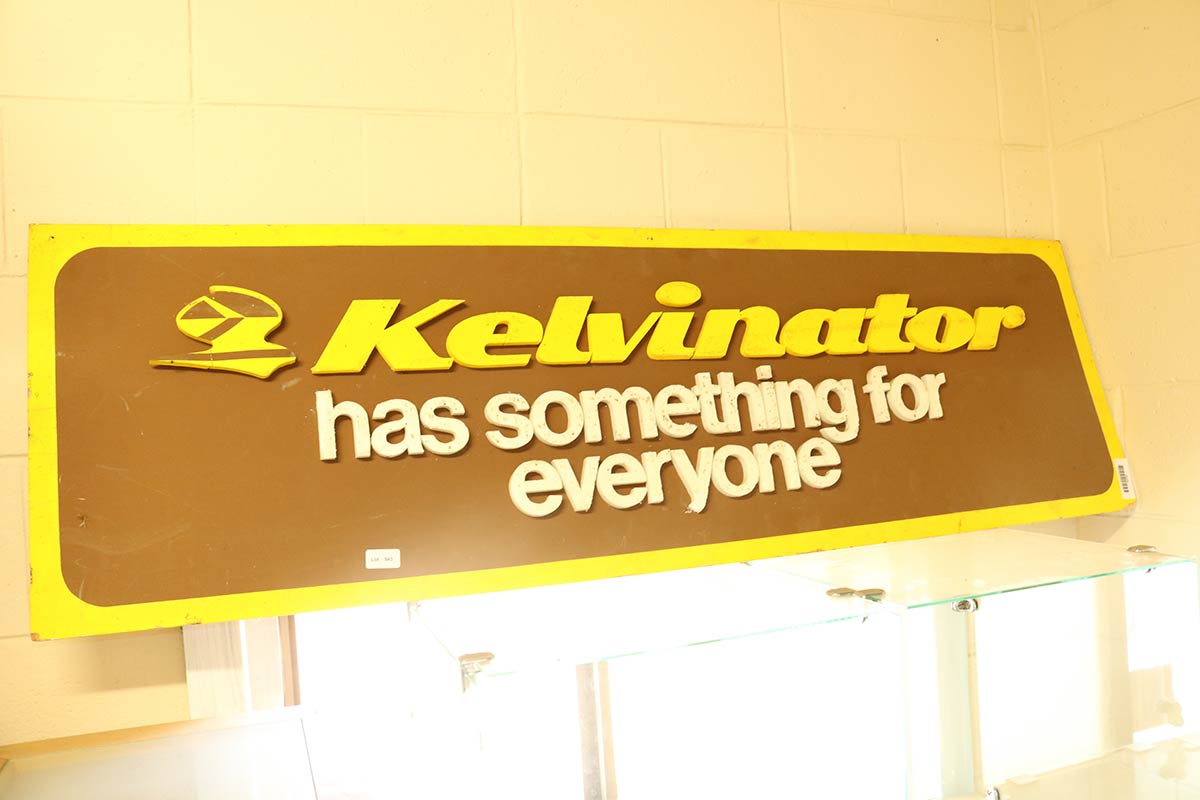 Kelvinator
has something for
everyone